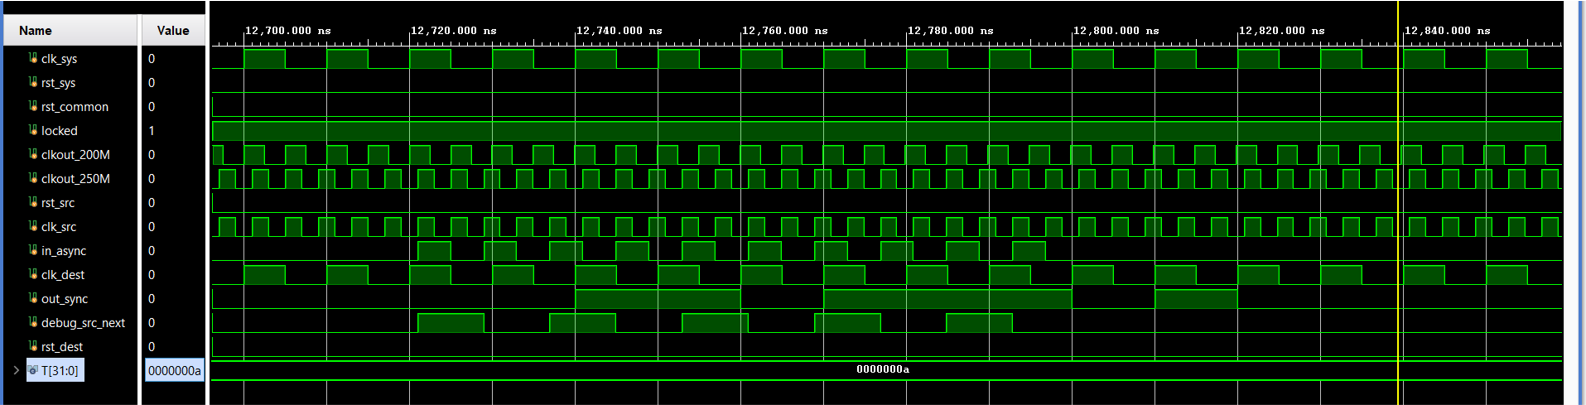 Name Value
12,700.000 ns 12,720.000 ns 12,740.000 ns 12,760.000 ns 12,780.000 ns 12,800.000 ns 12,820.000 ns 12,840.000 ns
clk_sys 0
rst_sys 0
rst_common 0
locked 1
clkout_200M 0
clkout_250M 0
rst_src 0
clk_src 0
in_async 0
clk_dest 0
out_sync 0
debug_src_next 0
rst_dest 0
T[31:0] 0000000a 0000000a